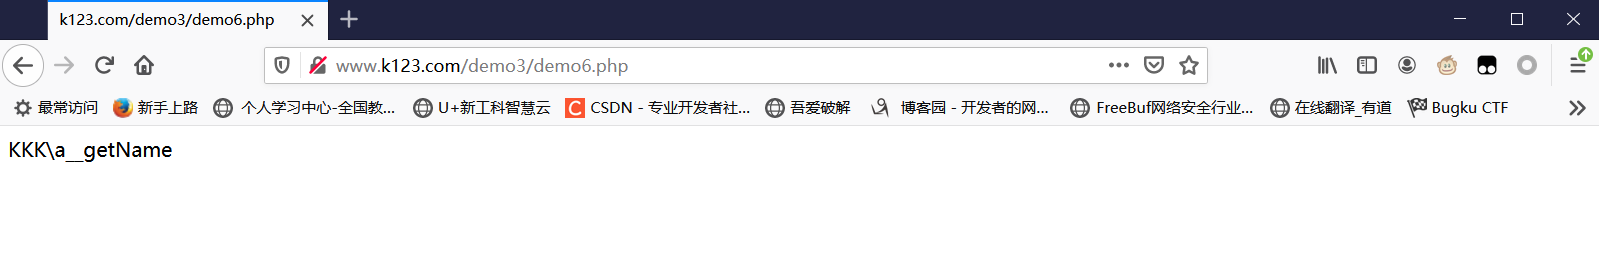 k123.com/demo3/demo6.php
www.k123.com/demo3/demo6.php
最常访问 新手上路 个人学习中心-全国教... U+新工科智慧云 CSDN - 专业开发者社... 吾爱破解 博客园 - 开发者的网... FreeBuf网络安全行业... 在线翻译_有道 Bugku CTF
KKK\a__getName